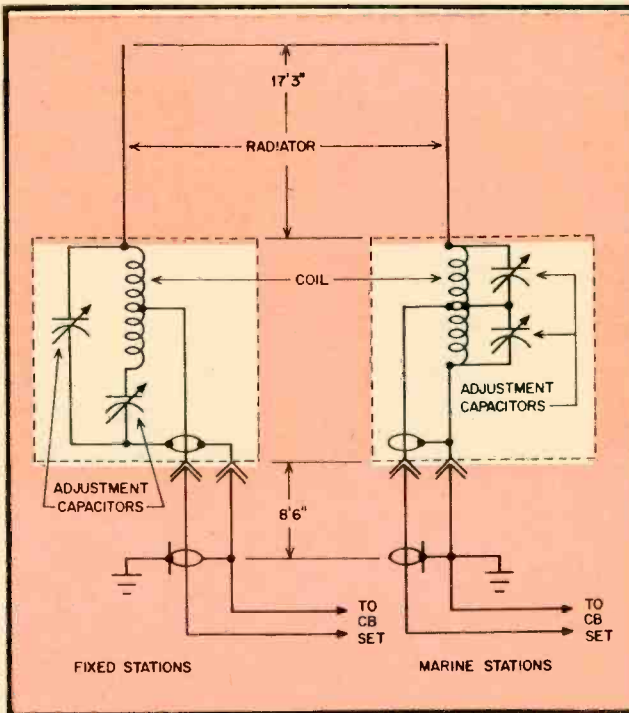 17'3"
RADIATOR
COIL
ADJUSTMENT
CAPACITORS
ADJUSTMENT
CAPACITORS
8'6"
TO
CB
SET
TO
CB
SET
FIXED STATIONS
MARINE STATIONS